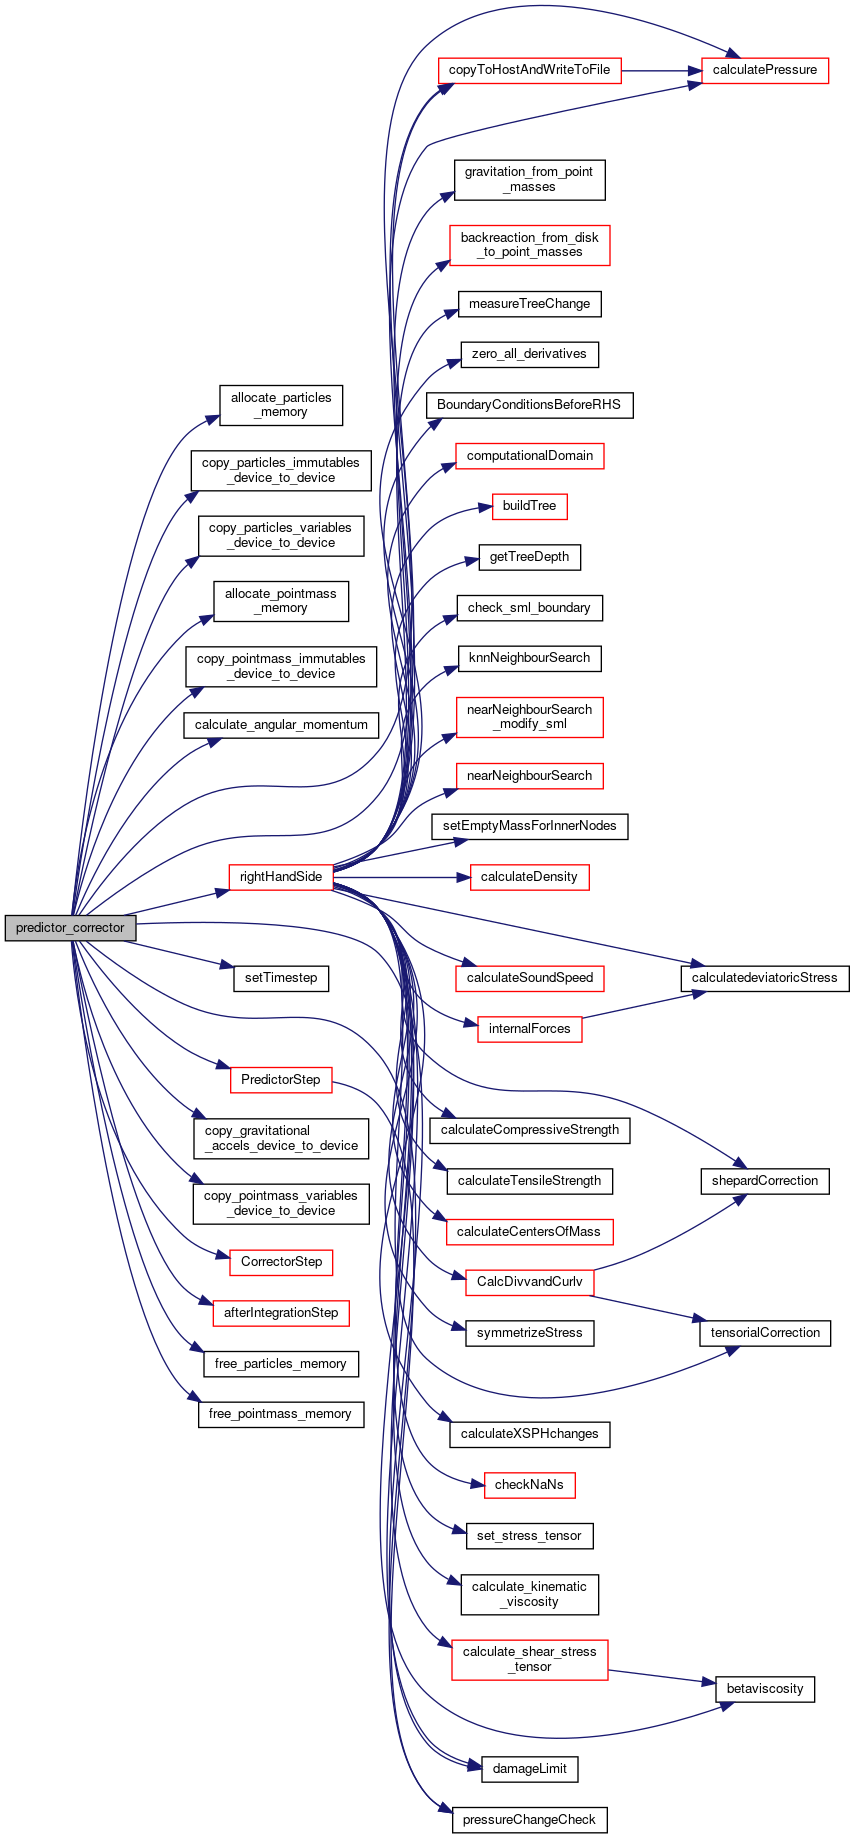 predictor_corrector
allocate_particles
_memory
copy_particles_immutables
_device_to_device
copy_particles_variables
_device_to_device
allocate_pointmass
_memory
copy_pointmass_immutables
_device_to_device
calculate_angular_momentum
rightHandSide
setTimestep
PredictorStep
copy_gravitational
_accels_device_to_device
copy_pointmass_variables
_device_to_device
CorrectorStep
afterIntegrationStep
free_particles_memory
free_pointmass_memory
copyToHostAndWriteToFile
gravitation_from_point
_masses
backreaction_from_disk
_to_point_masses
measureTreeChange
zero_all_derivatives
BoundaryConditionsBeforeRHS
computationalDomain
buildTree
getTreeDepth
check_sml_boundary
knnNeighbourSearch
nearNeighbourSearch
_modify_sml
nearNeighbourSearch
setEmptyMassForInnerNodes
calculateDensity
calculateSoundSpeed
internalForces
calculateCompressiveStrength
calculateTensileStrength
calculateCentersOfMass
CalcDivvandCurlv
symmetrizeStress
calculateXSPHchanges
checkNaNs
set_stress_tensor
calculate_kinematic
_viscosity
calculate_shear_stress
_tensor
damageLimit
pressureChangeCheck
calculatePressure
calculatedeviatoricStress
shepardCorrection
tensorialCorrection
betaviscosity